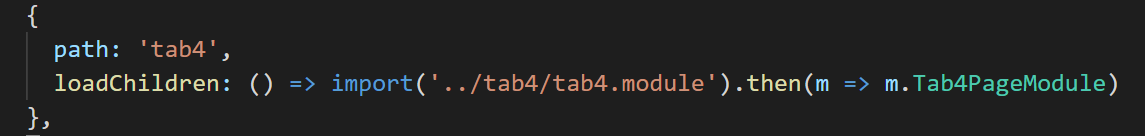 {
path: 'tab4',
loadChildren: () => import('../tab4/tab4.module').then(m => m.Tab4PageModule)
},